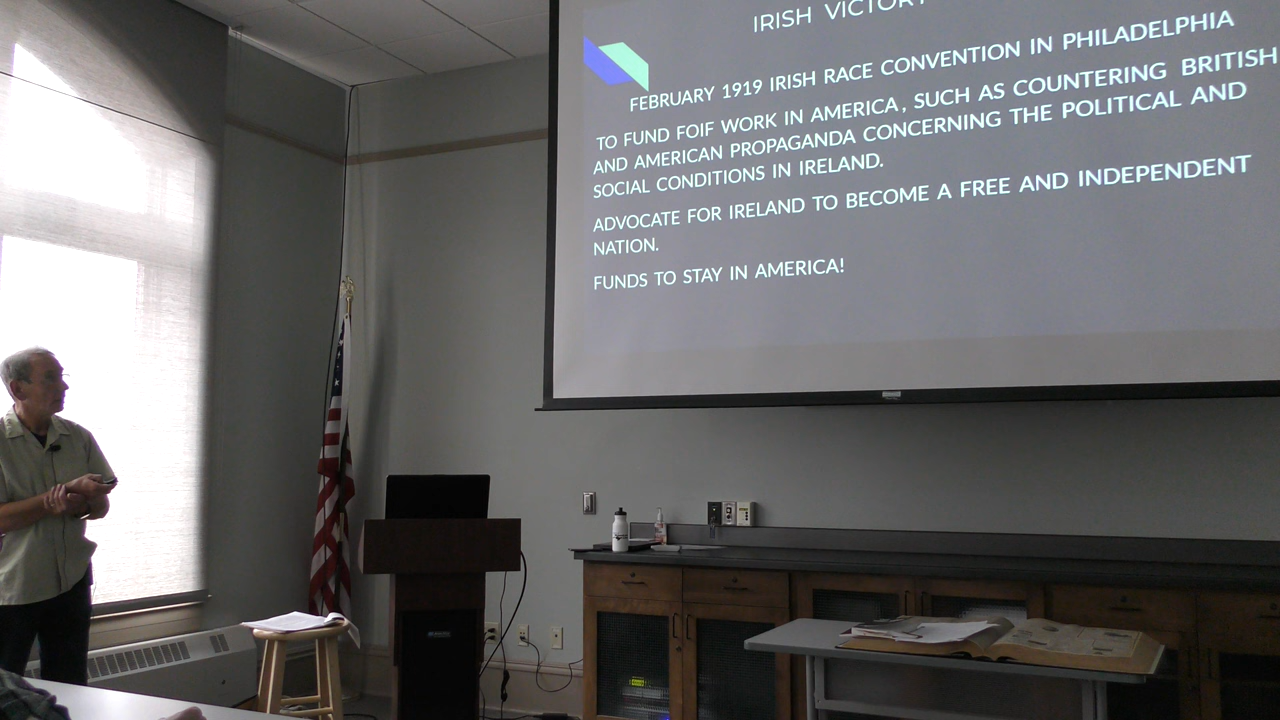 IRISH VICTORY
FEBRUARY 1919 IRISH RACE CONVENTION IN PHILADELPHIA
TO FUND FOIF WORK IN AMERICA, SUCH AS COUNTERING BRITISH
AND AMERICAN PROPAGANDA CONCERNING THE POLITICAL AND
SOCIAL CONDITIONS IN IRELAND.
ADVOCATE FOR IRELAND TO BECOME A FREE AND INDEPENDENT
NATION.
FUNDS TO STAY IN AMERICA!